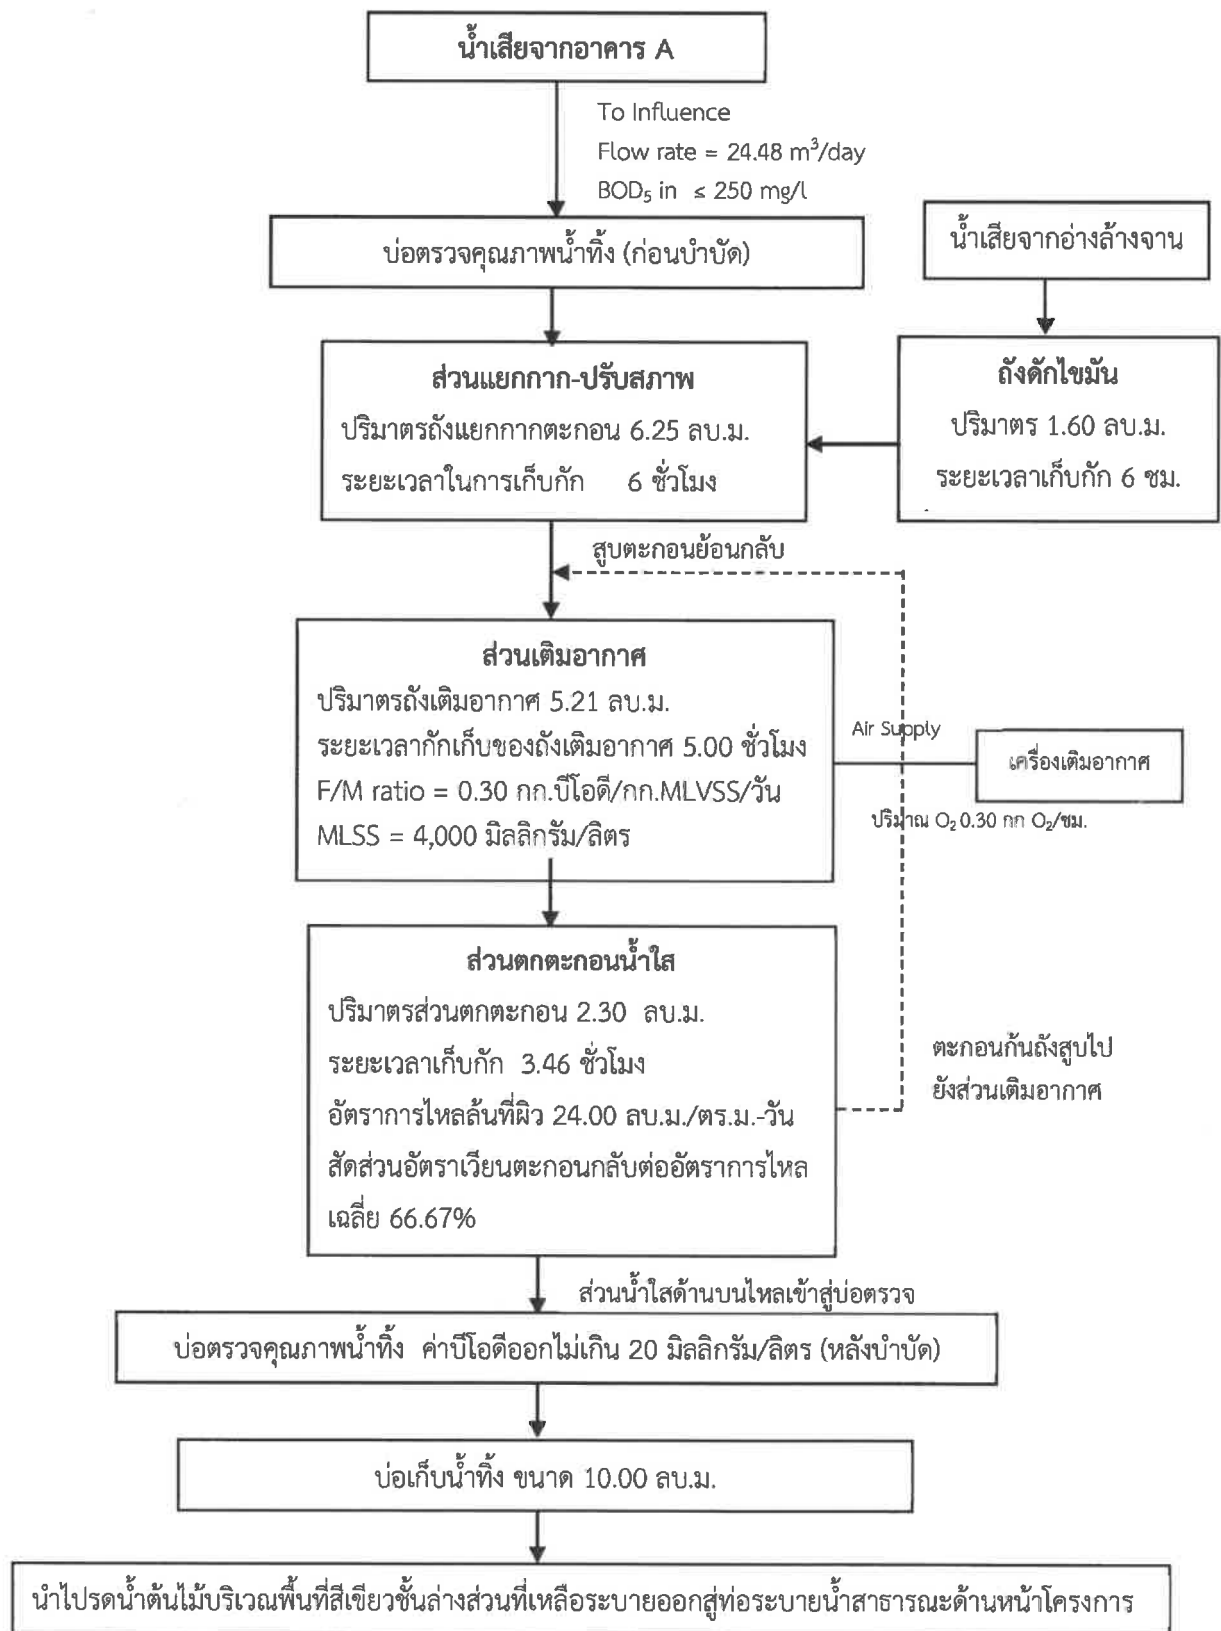 น้ำเสียจากอาคาร A
To Influence
Flow rate = 24.48 m³/day
BOD₅ in ≤ 250 mg/l
บ่อตรวจคุณภาพน้ำทิ้ง (ก่อนบำบัด)
น้ำเสียจากอ่างล้างจาน
ส่วนแยกกาก-ปรับสภาพ
ปริมาตรถังแยกกากตะกอน 6.25 ลบ.ม.
ระยะเวลาในการเก็บกัก 6 ชั่วโมง
ถังดักไขมัน
ปริมาตร 1.60 ลบ.ม.
ระยะเวลาเก็บกัก 6 ชม.
สูบตะกอนย้อนกลับ
ส่วนเติมอากาศ
ปริมาตรถังเติมอากาศ 5.21 ลบ.ม.
ระยะเวลากักเก็บของถังเติมอากาศ 5.00 ชั่วโมง
F/M ratio = 0.30 กก.บีโอดี/กก.MLVSS/วัน
MLSS = 4,000 มิลลิกรัม/ลิตร
Air Supply
เครื่องเติมอากาศ
ปริมาณ O₂ 0.30 กก O₂/ชม.
ส่วนตกตะกอนน้ำใส
ปริมาตรส่วนตกตะกอน 2.30 ลบ.ม.
ระยะเวลาเก็บกัก 3.46 ชั่วโมง
อัตราการไหลล้นที่ผิว 24.00 ลบ.ม./ตร.ม.-วัน
สัดส่วนอัตราเวียนตะกอนกลับต่ออัตราการไหล
เฉลี่ย 66.67%
ตะกอนก้นถังสูบไป
ยังส่วนเติมอากาศ
ส่วนน้ำใสด้านบนไหลเข้าสู่บ่อตรวจ
บ่อตรวจคุณภาพน้ำทิ้ง ค่าบีโอดีออกไม่เกิน 20 มิลลิกรัม/ลิตร (หลังบำบัด)
บ่อเก็บน้ำทิ้ง ขนาด 10.00 ลบ.ม.
นำไปรดน้ำต้นไม้บริเวณพื้นที่สีเขียวชั้นล่างส่วนที่เหลือระบายออกสู่ท่อระบายน้ำสาธารณะด้านหน้าโครงการ